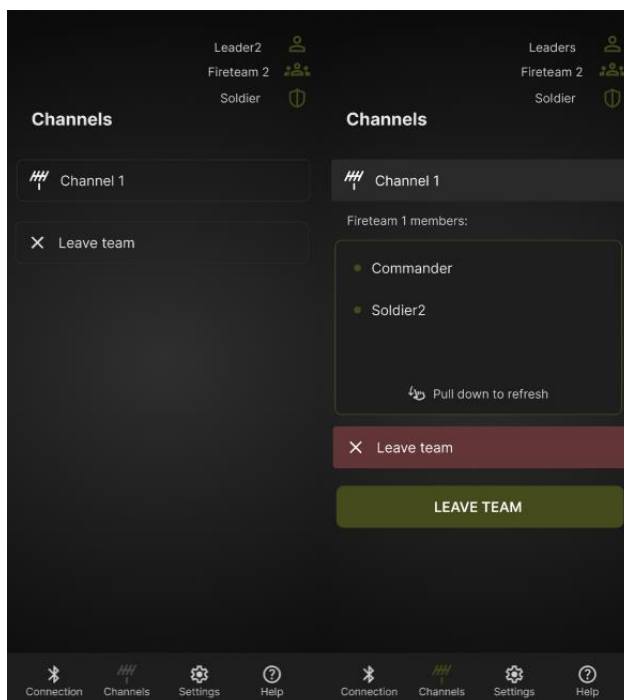 Leader2
Fireteam 2
Soldier
Channels
Channel 1
Leave team
Connection
Channels
Settings
Help
Leaders
Fireteam 2
Soldier
Channels
Channel 1
Fireteam 1 members:
Commander
Soldier2
Pull down to refresh
Leave team
LEAVE TEAM
Connection
Channels
Settings
Help